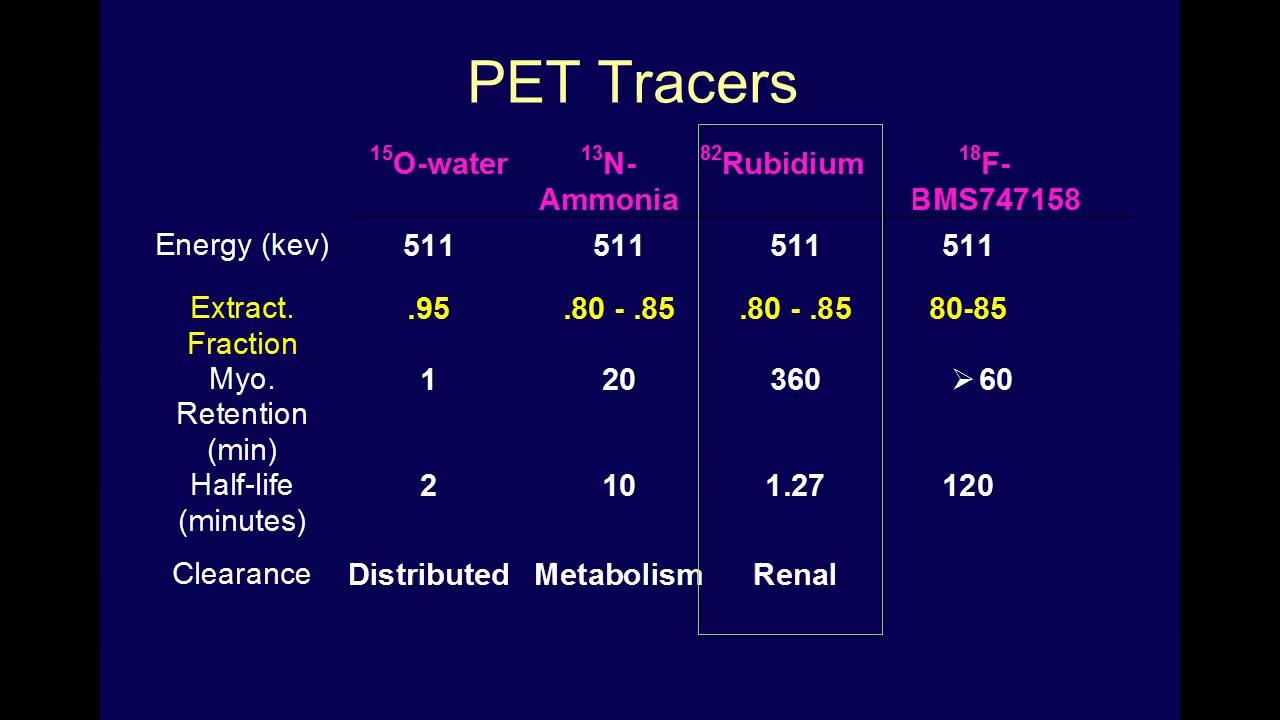 PET Tracers
15O-water 13N- 82Rubidium 18F-
Ammonia BMS747158
Energy (kev) 511 511 511 511
Extract. .95 .80 - .85 .80 - .85 80-85
Fraction
Myo. 1 20 360 ➢ 60
Retention
(min)
Half-life 2 10 1.27 120
(minutes)
Clearance Distributed Metabolism Renal